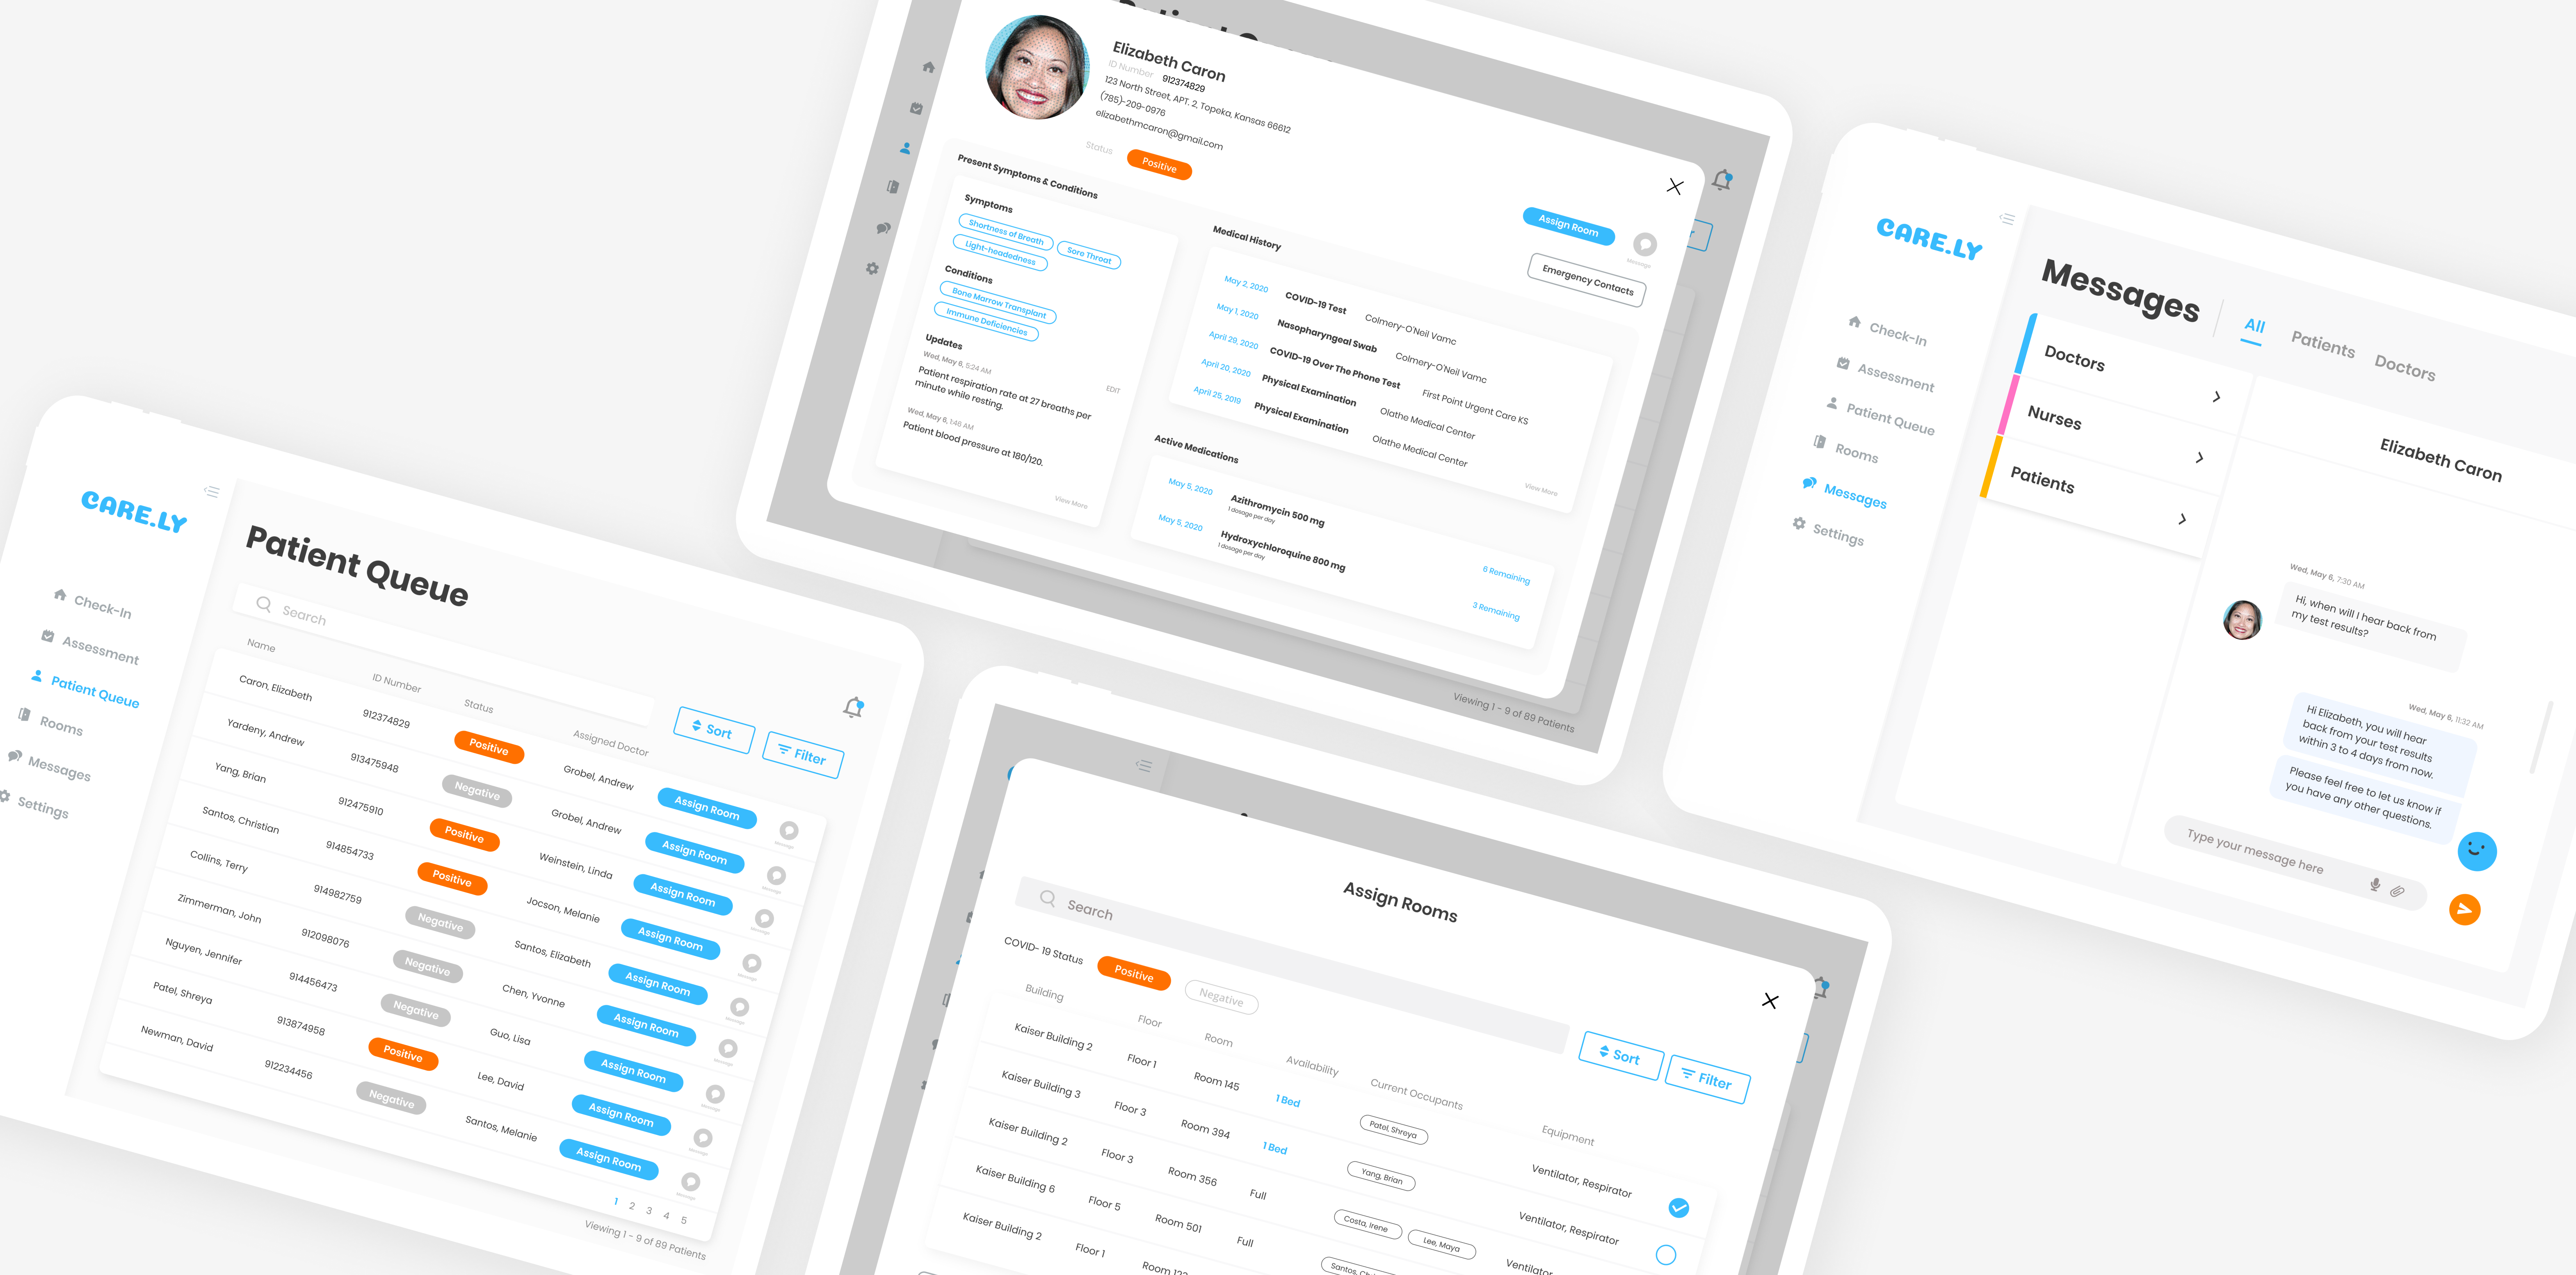 CARE.LY
Check-In
Assessment
Patient Queue
Rooms
Messages
Settings
Patient Queue
Search
Sort
Filter
Name ID Number Status Assigned Doctor
Caron, Elizabeth 912374829 Positive Grobel, Andrew Assign Room Message
Yardeny, Andrew 913475948 Negative Grobel, Andrew Assign Room Message
Yang, Brian 912475910 Positive Weinstein, Linda Assign Room Message
Santos, Christian 914854733 Positive Jocson, Melanie Assign Room Message
Collins, Terry 914982759 Negative Santos, Elizabeth Assign Room Message
Zimmerman, John 912098076 Negative Chen, Yvonne Assign Room Message
Nguyen, Jennifer 914456473 Negative Guo, Lisa Assign Room Message
Patel, Shreya 913874958 Positive Lee, David Assign Room Message
Newman, David 912234456 Negative Santos, Melanie Assign Room Message
1 2 3 4 5
Viewing 1 - 9 of 89 Patients
Elizabeth Caron
ID Number 912374829
123 North Street, APT. 2, Topeka, Kansas 66612
(785)-209-0976
elizabethmcaron@gmail.com
Status Positive
Assign Room
Message
Emergency Contacts
Present Symptoms & Conditions
Symptoms
Shortness of Breath Sore Throat
Light-headedness
Conditions
Bone Marrow Transplant
Immune Deficiencies
Updates
Wed, May 6, 5:24 AM EDIT
Patient respiration rate at 27 breaths per
minute while resting.
Wed, May 6, 1:46 AM
Patient blood pressure at 180/120.
View More
Medical History
May 2, 2020 COVID-19 Test Colmery-O'Neil Vamc
May 1, 2020 Nasopharyngeal Swab Colmery-O'Neil Vamc
April 29, 2020 COVID-19 Over The Phone Test First Point Urgent Care KS
April 20, 2020 Physical Examination Olathe Medical Center
April 25, 2019 Physical Examination Olathe Medical Center
View More
Active Medications
May 5, 2020 Azithromycin 500 mg 6 Remaining
1 dosage per day
May 5, 2020 Hydroxychloroquine 800 mg 3 Remaining
1 dosage per day
Viewing 1 - 9 of 89 Patients
Assign Rooms
Search
COVID- 19 Status Positive Negative
Sort
Filter
Building Floor Room Availability Current Occupants Equipment
Kaiser Building 2 Floor 1 Room 145 1 Bed Patel, Shreya Ventilator, Respirator
Kaiser Building 3 Floor 3 Room 394 1 Bed Yang, Brian Ventilator, Respirator
Kaiser Building 2 Floor 3 Room 356 Full Costa, Irene Lee, Maya Ventilator
Kaiser Building 6 Floor 5 Room 501 Full Santos,
Kaiser Building 2 Floor 1 Room
CARE.LY
Check-In
Assessment
Patient Queue
Rooms
Messages
Settings
Messages
All
Patients
Doctors
Doctors
Nurses
Patients
Elizabeth Caron
Wed, May 6, 7:30 AM
Hi, when will I hear back from
my test results?
Wed, May 6, 11:32 AM
Hi Elizabeth, you will hear
back from your test results
within 3 to 4 days from now.
Please feel free to let us know if
you have any other questions.
Type your message here